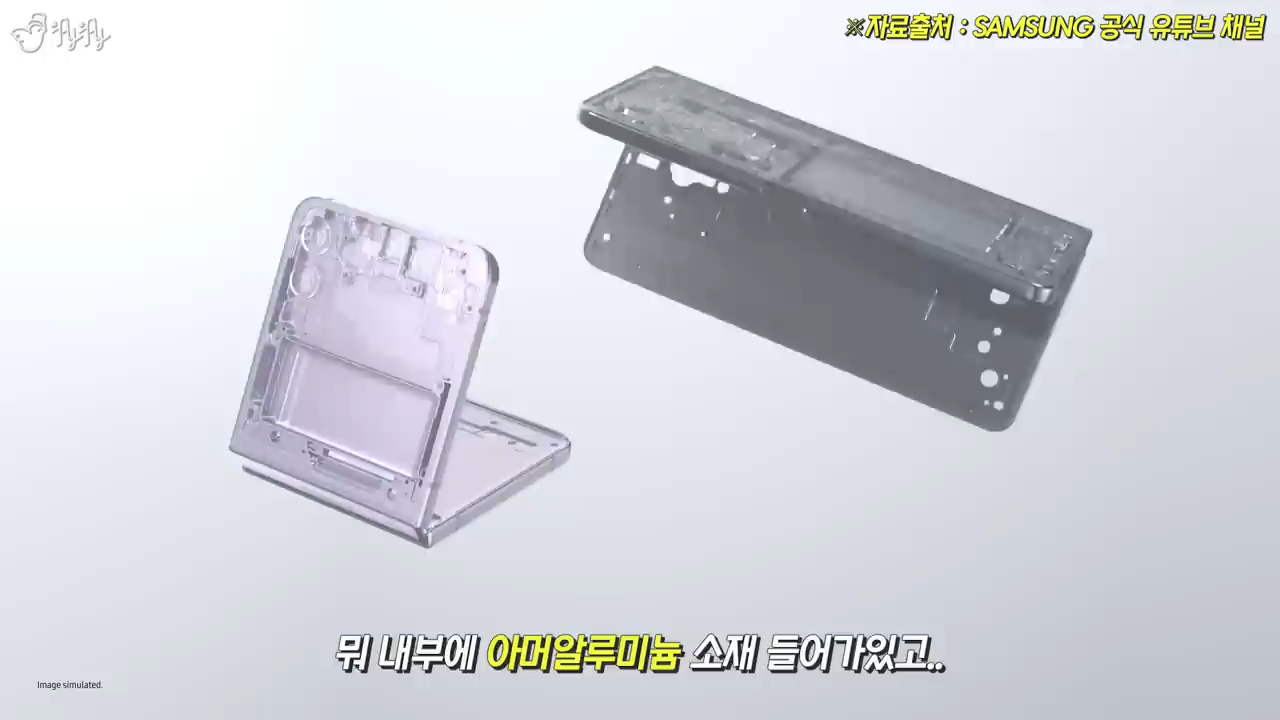 ※자료출처 : SAMSUNG 공식 유튜브 채널
뭐 내부에 아머알루미늄 소재 들어가있고..
Image simulated.